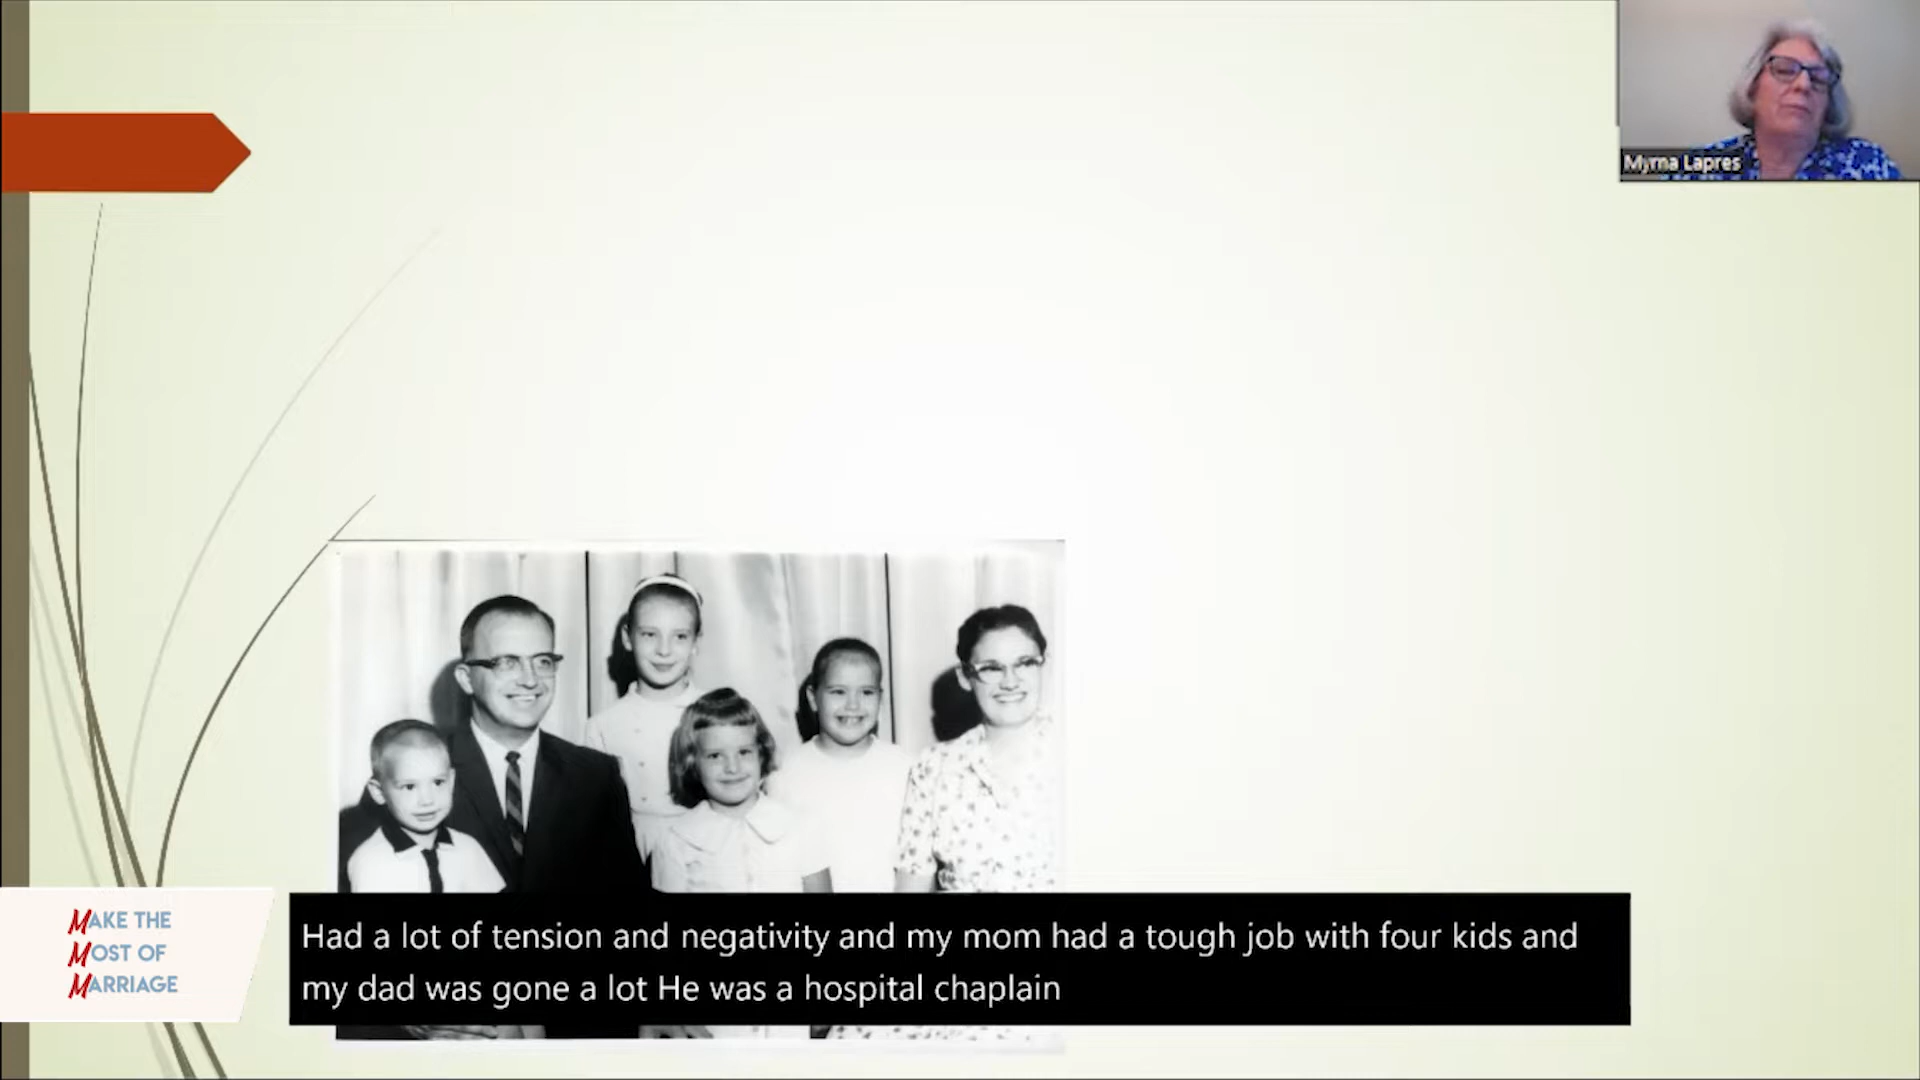 Myrna Lapres
MAKE THE
MOST OF
MARRIAGE
Had a lot of tension and negativity and my mom had a tough job with four kids and
my dad was gone a lot He was a hospital chaplain